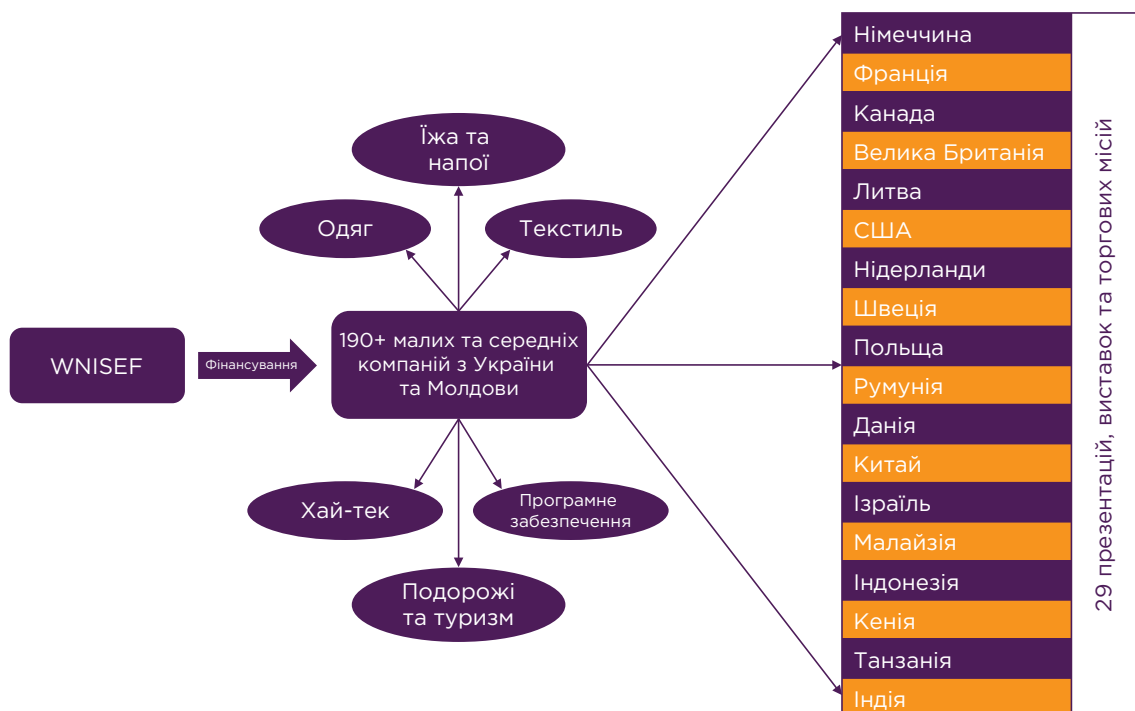 WNISEF
Фінансування
Їжа та
напої
Одяг
Текстиль
190+ малих та середніх
компаній з України
та Молдови
Хай-тек
Програмне
забезпечення
Подорожі
та туризм
Німеччина
Франція
Канада
Велика Британія
Литва
США
Нідерланди
Швеція
Польща
Румунія
Данія
Китай
Ізраїль
Малайзія
Індонезія
Кенія
Танзанія
Індія
29 презентацій, виставок та торгових місій